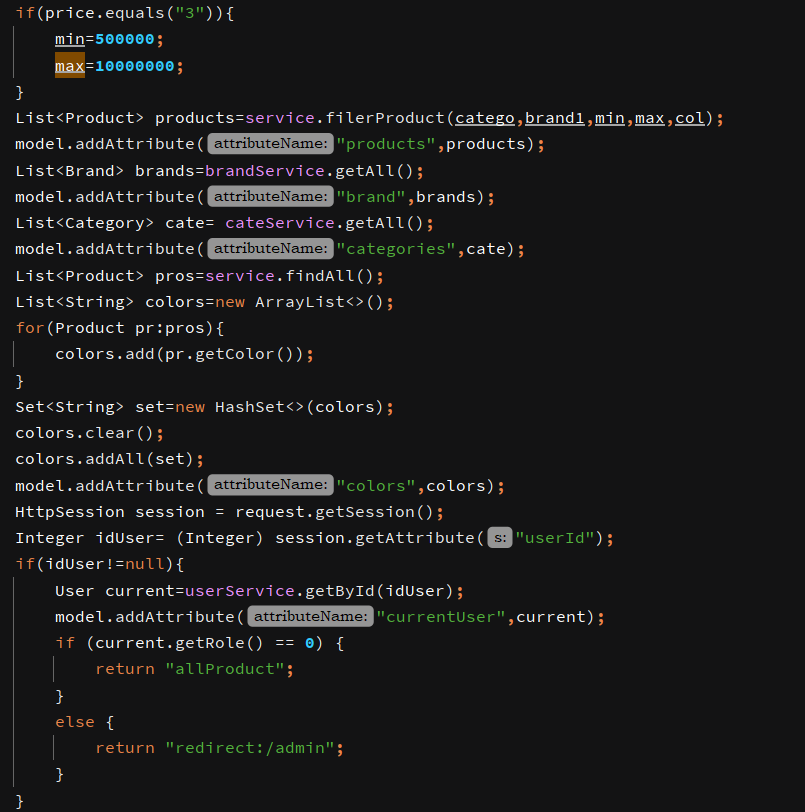 if(price.equals("3")){
    min=500000;
    max=10000000;
}
List<Product> products=service.filerProduct(catego,brand1,min,max,col);
model.addAttribute( attributeName: "products",products);
List<Brand> brands=brandService.getAll();
model.addAttribute( attributeName: "brand",brands);
List<Category> cate= cateService.getAll();
model.addAttribute( attributeName: "categories",cate);
List<Product> pros=service.findAll();
List<String> colors=new ArrayList<>();
for(Product pr:pros){
    colors.add(pr.getColor());
}
Set<String> set=new HashSet<>(colors);
colors.clear();
colors.addAll(set);
model.addAttribute( attributeName: "colors",colors);
HttpSession session = request.getSession();
Integer idUser= (Integer) session.getAttribute( s: "userId");
if(idUser!=null){
    User current=userService.getById(idUser);
    model.addAttribute( attributeName: "currentUser",current);
    if (current.getRole() == 0) {
        return "allProduct";
    }
    else {
        return "redirect:/admin";
    }
}